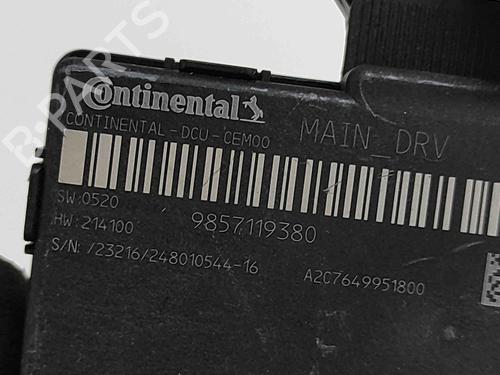 Continental
CONTINENTAL-DCU-CEM00 MAIN_DRV
SW:0520
HW:214100 9857119380
S/N: /23216/248010544-16 A2C7649951800
B-PARTS